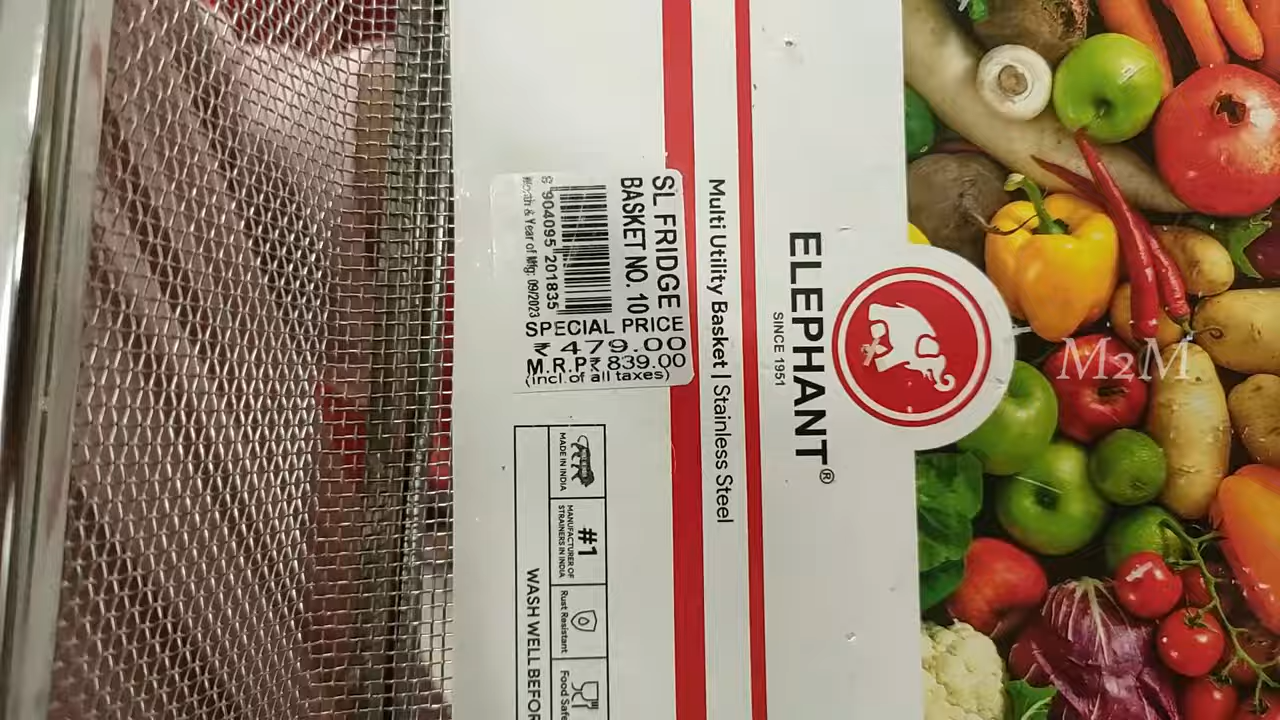 ELEPHANT®
SINCE 1951
Multi Utility Basket | Stainless Steel
SL FRIDGE
BASKET NO. 10
8 904095 201835
Month & Year of Mfg: 09/2023
SPECIAL PRICE
479.00
M.R.P. 839.00
(incl. of all taxes)
MADE IN INDIA
#1
MANUFACTURER OF
STRAINERS IN INDIA
Rust Resistant
Food Safe
WASH WELL BEFOR
M2M